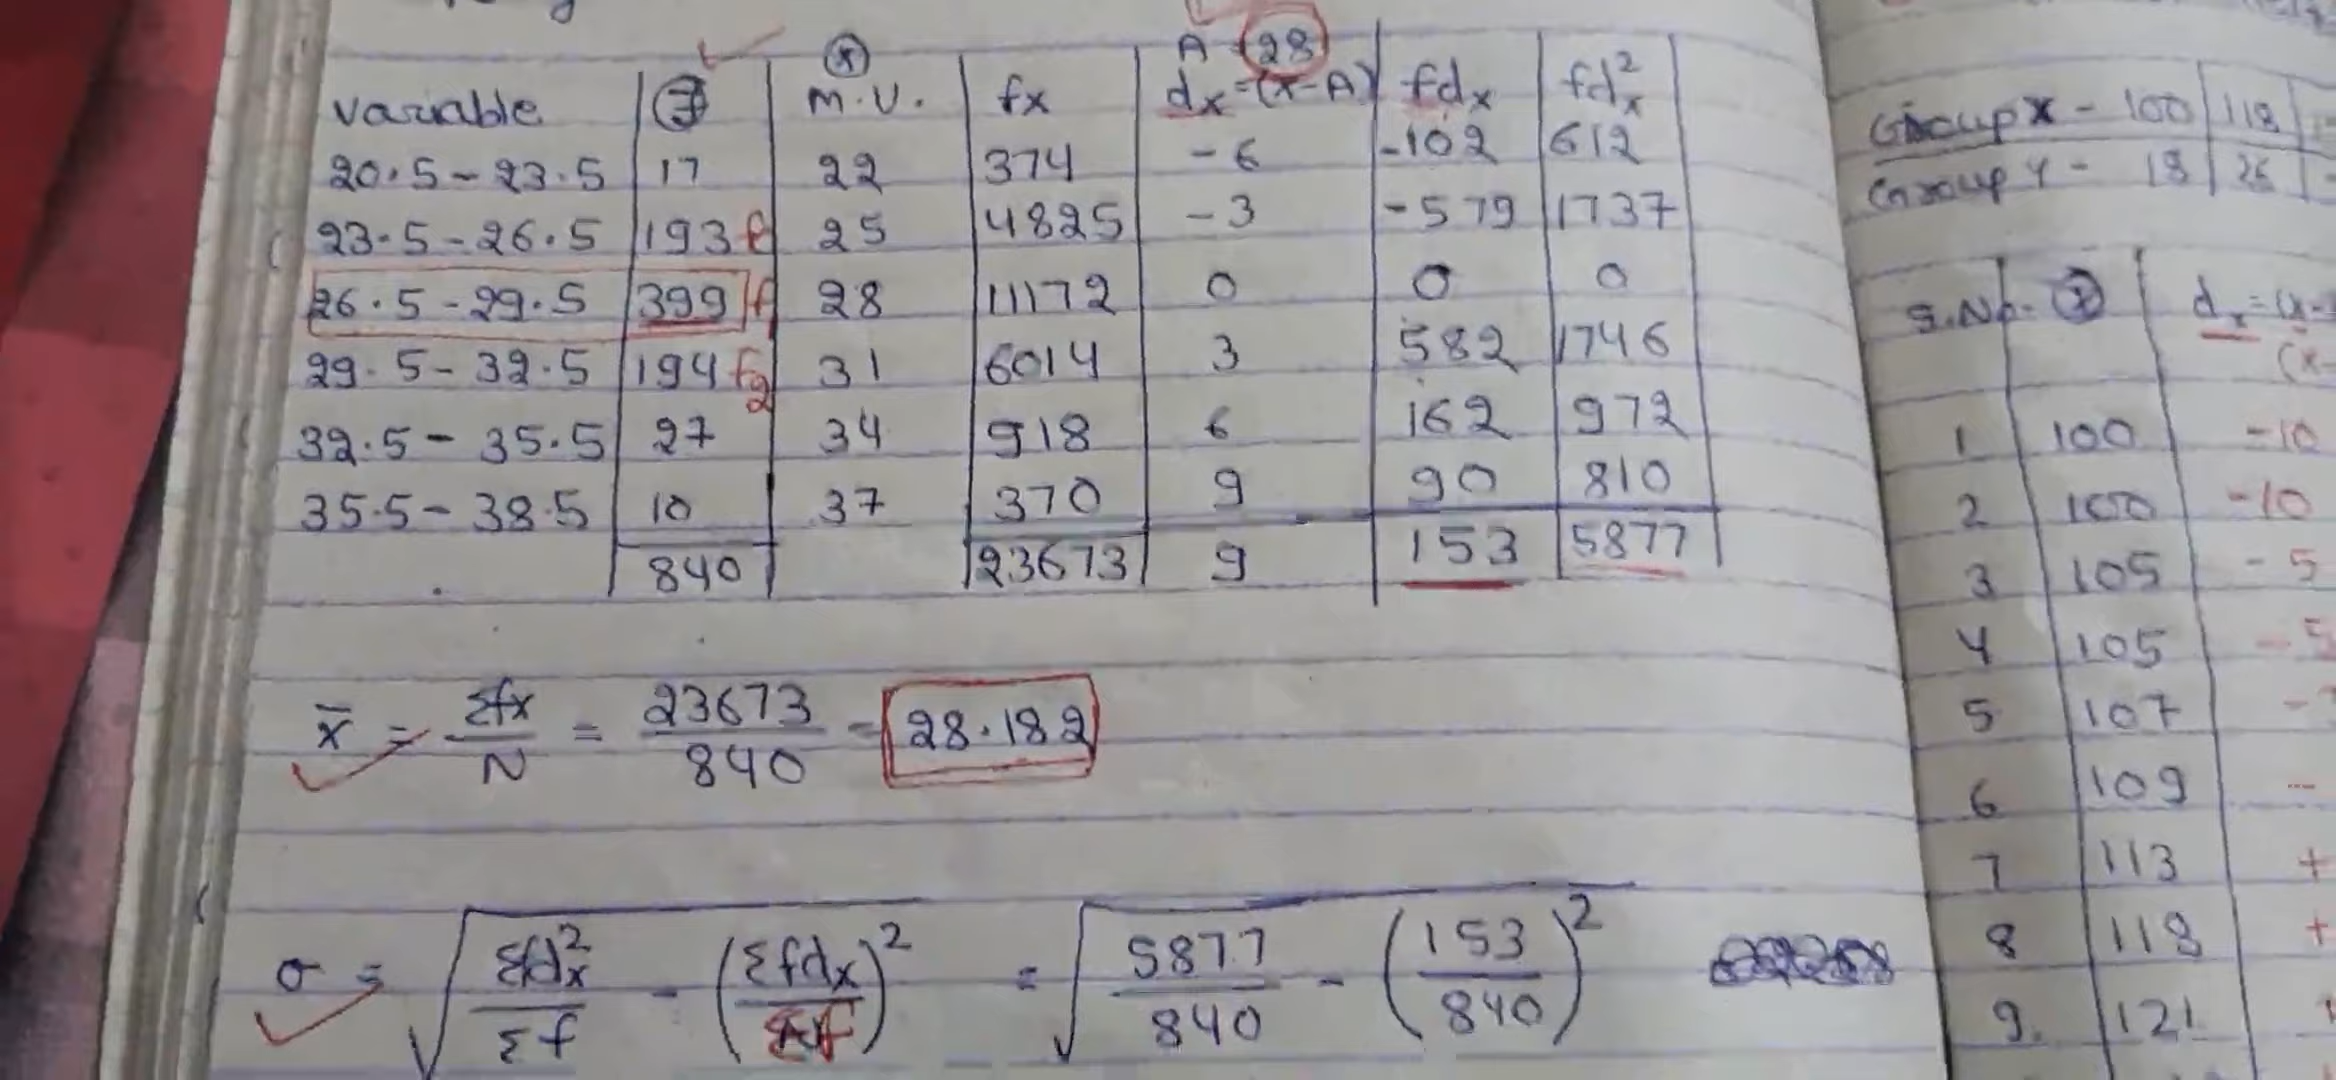 A = 28
variable | f | (x) M.V. | fx | dx=(x-A) | fdx | fd²x
20.5-23.5 | 17 | 22 | 374 | -6 | -102 | 612
23.5-26.5 | 193 f | 25 | 4825 | -3 | -579 | 1737
26.5-29.5 | 399 f | 28 | 11172 | 0 | 0 | 0
29.5-32.5 | 194 f2 | 31 | 6014 | 3 | 582 | 1746
32.5-35.5 | 27 | 34 | 918 | 6 | 162 | 972
35.5-38.5 | 10 | 37 | 370 | 9 | 90 | 810
840 | 23673 | 9 | 153 | 5877
x̄ = Σfx/N = 23673/840 = 28.182
σ = √(Σfd²x/Σf - (Σfdx/Σf)²) = √(5877/840 - (153/840)²)
Group X - 100 | 118
Group Y - 18 | 26
S.No. | (x) | dx = (x-
(x-
1 | 100 | -10
2 | 100 | -10
3 | 105 | -5
4 | 105 | -5
5 | 107 | -
6 | 109 | -
7 | 113 | +
8 | 118 | +
9. | 121